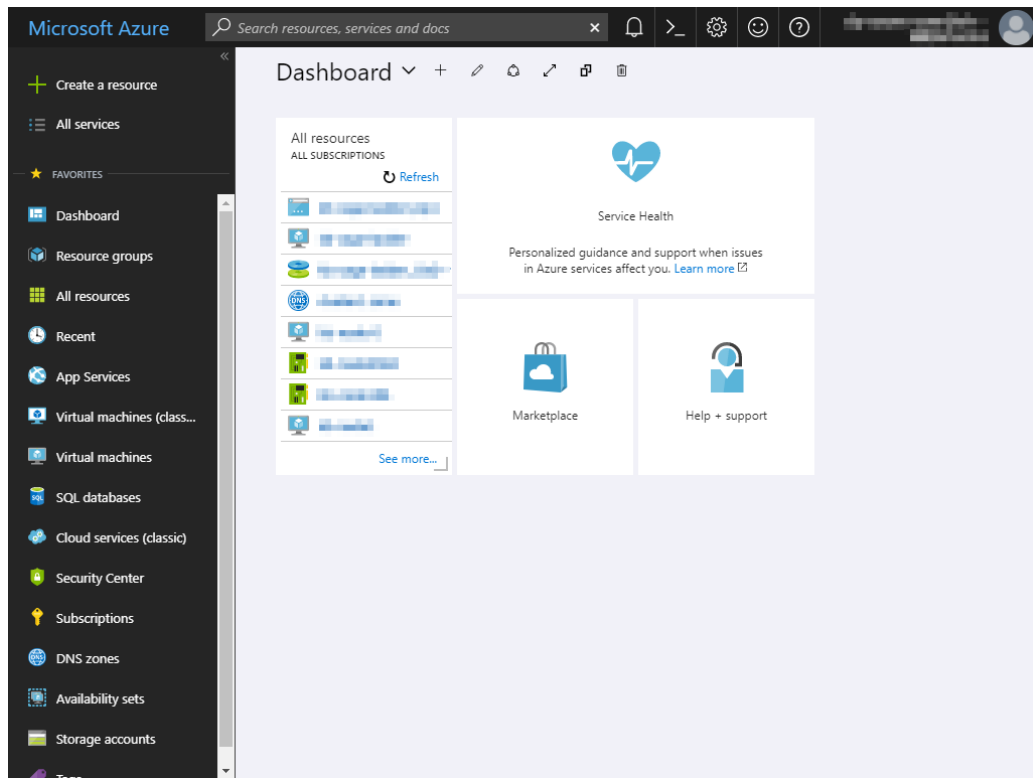 Microsoft Azure
Search resources, services and docs
Create a resource
All services
FAVORITES
Dashboard
Resource groups
All resources
Recent
App Services
Virtual machines (class...
Virtual machines
SQL databases
Cloud services (classic)
Security Center
Subscriptions
DNS zones
Availability sets
Storage accounts
Tags
Dashboard
All resources
ALL SUBSCRIPTIONS
Refresh
See more...
Service Health
Personalized guidance and support when issues
in Azure services affect you. Learn more
Marketplace
Help + support